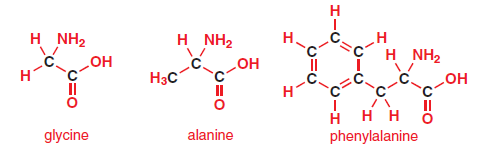 H NH₂
C OH
H C
O
glycine
H NH₂
C OH
H₃C C
O
alanine
H
H C H
C C H NH₂
C C C OH
H C C C
H H H O
phenylalanine